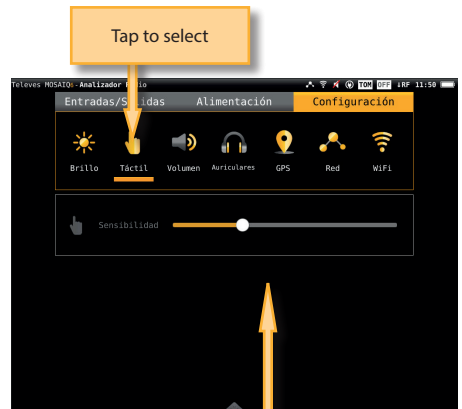 Tap to select
Televes MOSAIQ6-Analizador Radio TOM OFF ↓RF 11:50
Entradas/Salidas Alimentación Configuración
Brillo Táctil Volumen Auriculares GPS Red WiFi
Sensibilidad